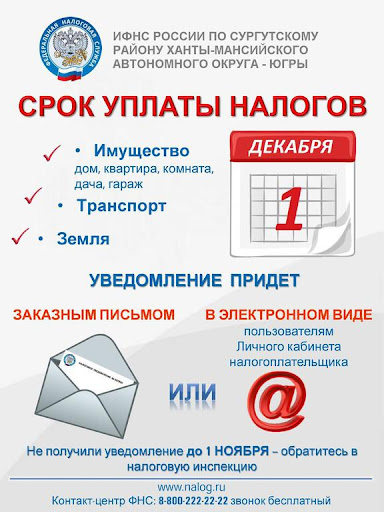 ФЕДЕРАЛЬНАЯ НАЛОГОВАЯ СЛУЖБА
ИФНС РОССИИ ПО СУРГУТСКОМУ
РАЙОНУ ХАНТЫ-МАНСИЙСКОГО
АВТОНОМНОГО ОКРУГА - ЮГРЫ
СРОК УПЛАТЫ НАЛОГОВ
• Имущество
дом, квартира, комната,
дача, гараж
• Транспорт
• Земля
ДЕКАБРЯ
1
УВЕДОМЛЕНИЕ ПРИДЕТ
ЗАКАЗНЫМ ПИСЬМОМ
В ЭЛЕКТРОННОМ ВИДЕ
пользователям
Личного кабинета
налогоплательщика
ИЛИ
@
Не получили уведомление до 1 НОЯБРЯ – обратитесь в
налоговую инспекцию
www.nalog.ru
Контакт-центр ФНС: 8-800-222-22-22 звонок бесплатный